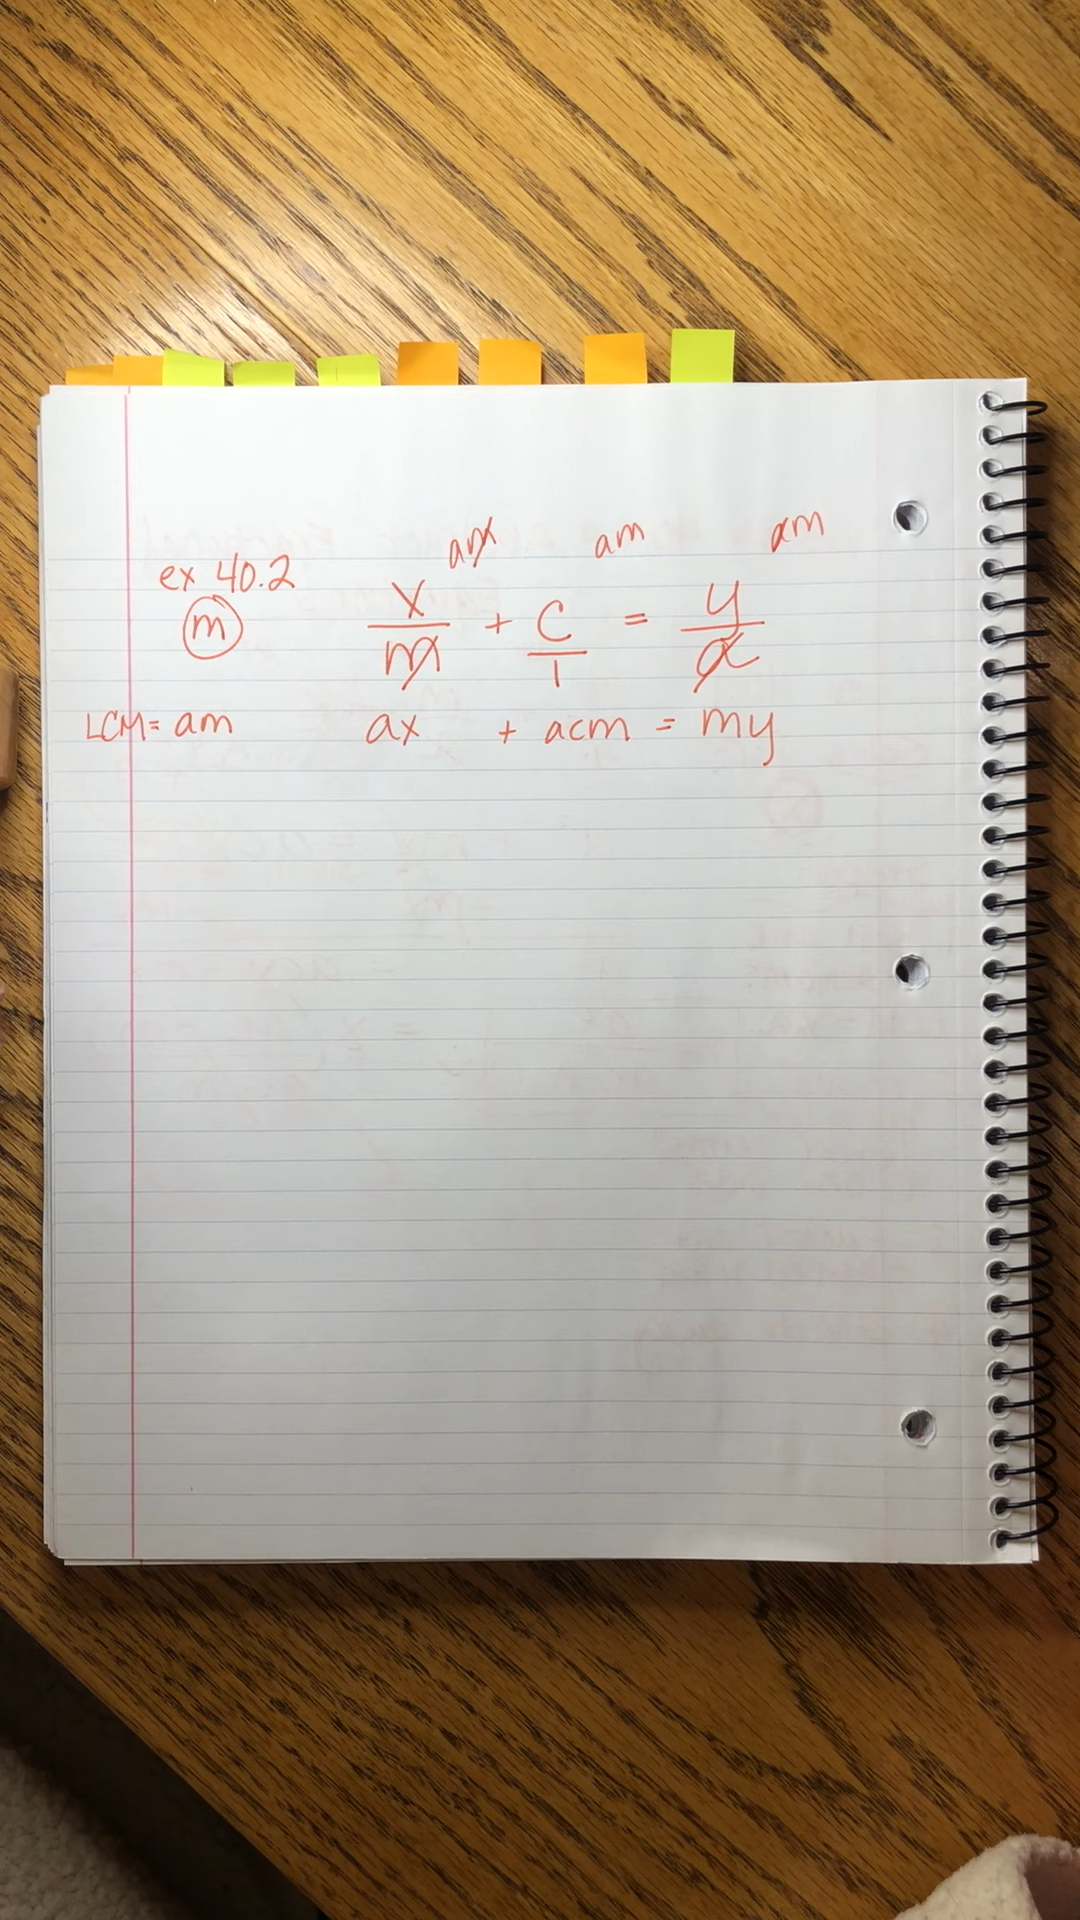 am am am
ex 40.2 x/m + c/1 = y/a
m
LCM = am ax + acm = my